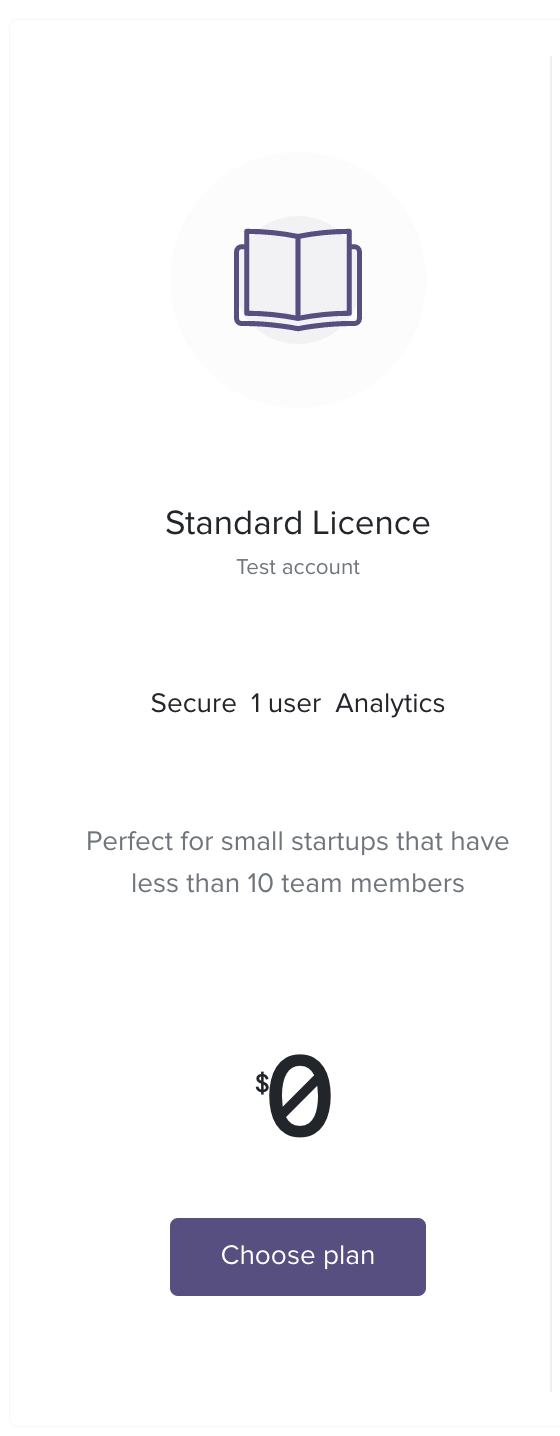 Standard Licence
Test account
Secure 1 user Analytics
Perfect for small startups that have
less than 10 team members
$0
Choose plan